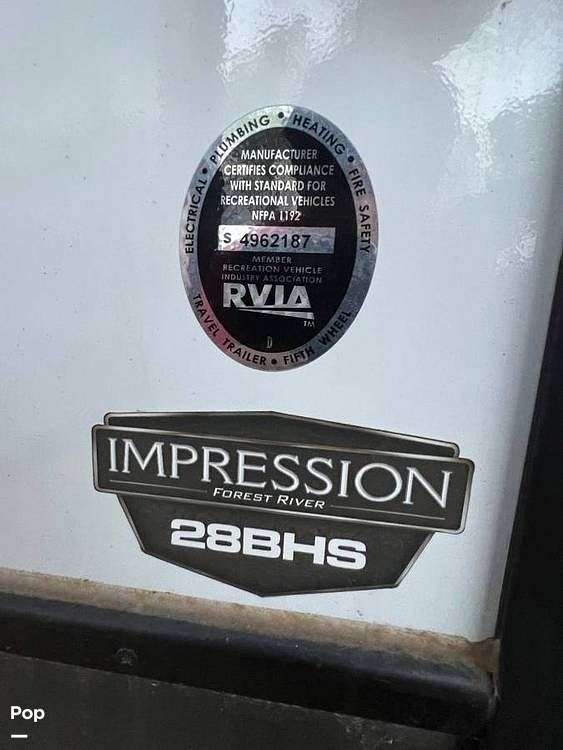 ELECTRICAL • PLUMBING • HEATING • FIRE SAFETY
MANUFACTURER
CERTIFIES COMPLIANCE
WITH STANDARD FOR
RECREATIONAL VEHICLES
NFPA 1192
S 4962187
MEMBER
RECREATION VEHICLE
INDUSTRY ASSOCIATION
RVIA
TM
D
TRAVEL TRAILER • FIFTH WHEEL
IMPRESSION
FOREST RIVER
28BHS
Pop